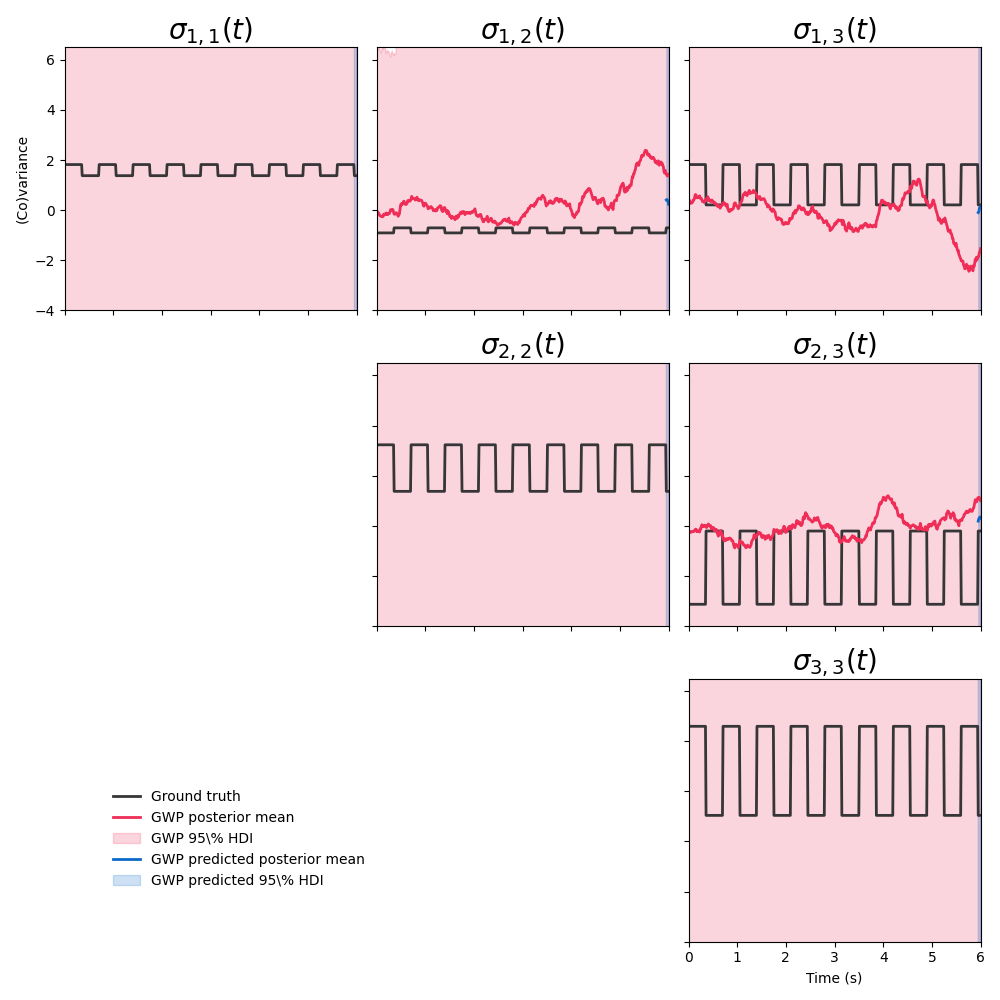 σ1,1(t)
σ1,2(t)
σ1,3(t)
6
4
2
0
−2
−4
(Co)variance
σ2,2(t)
σ2,3(t)
σ3,3(t)
Ground truth
GWP posterior mean
GWP 95\% HDI
GWP predicted posterior mean
GWP predicted 95\% HDI
0 1 2 3 4 5 6
Time (s)